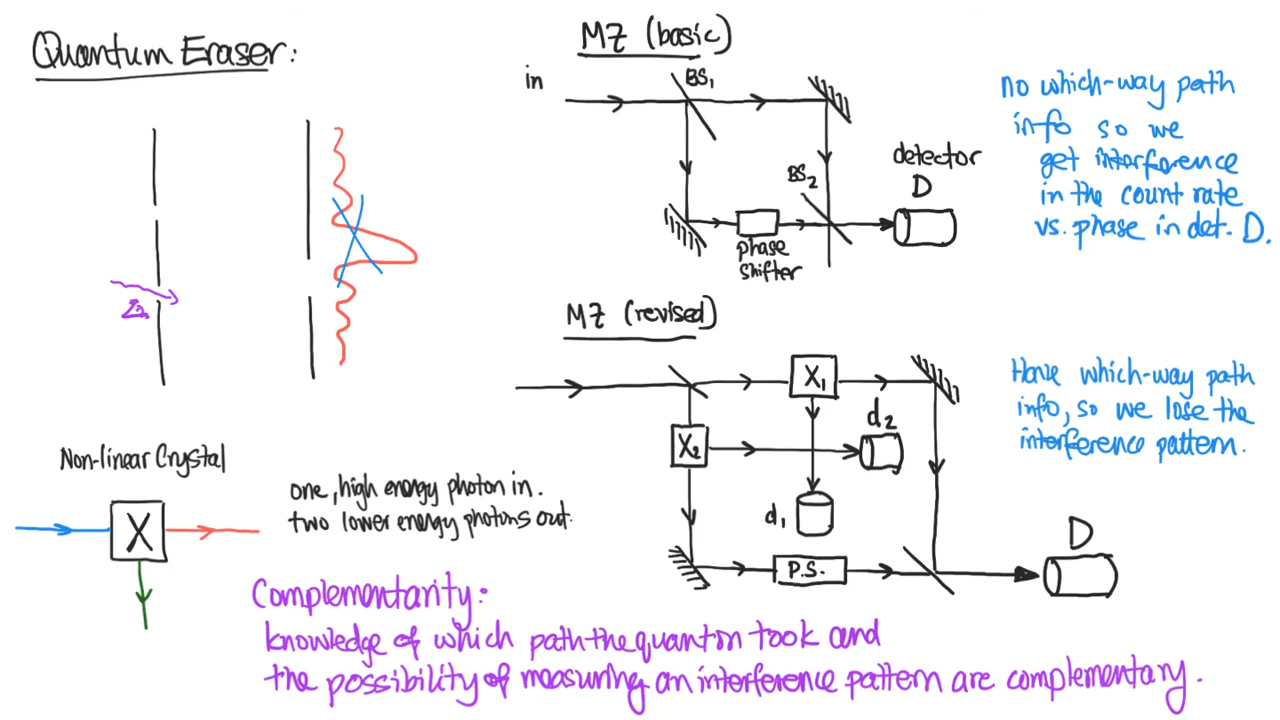 Quantum Eraser:
MZ (basic)
in
BS₁
BS₂
detector
D
phase
shifter
no which-way path
info so we
get interference
in the count rate
vs. phase in det. D.
MZ (revised)
X₁
d₂
X₂
d₁
P.S.
D
Have which-way path
info, so we lose the
interference pattern.
Non-linear Crystal
X
one, high energy photon in.
two lower energy photons out.
Complementarity:
knowledge of which path the quanton took and
the possibility of measuring an interference pattern are complementary.